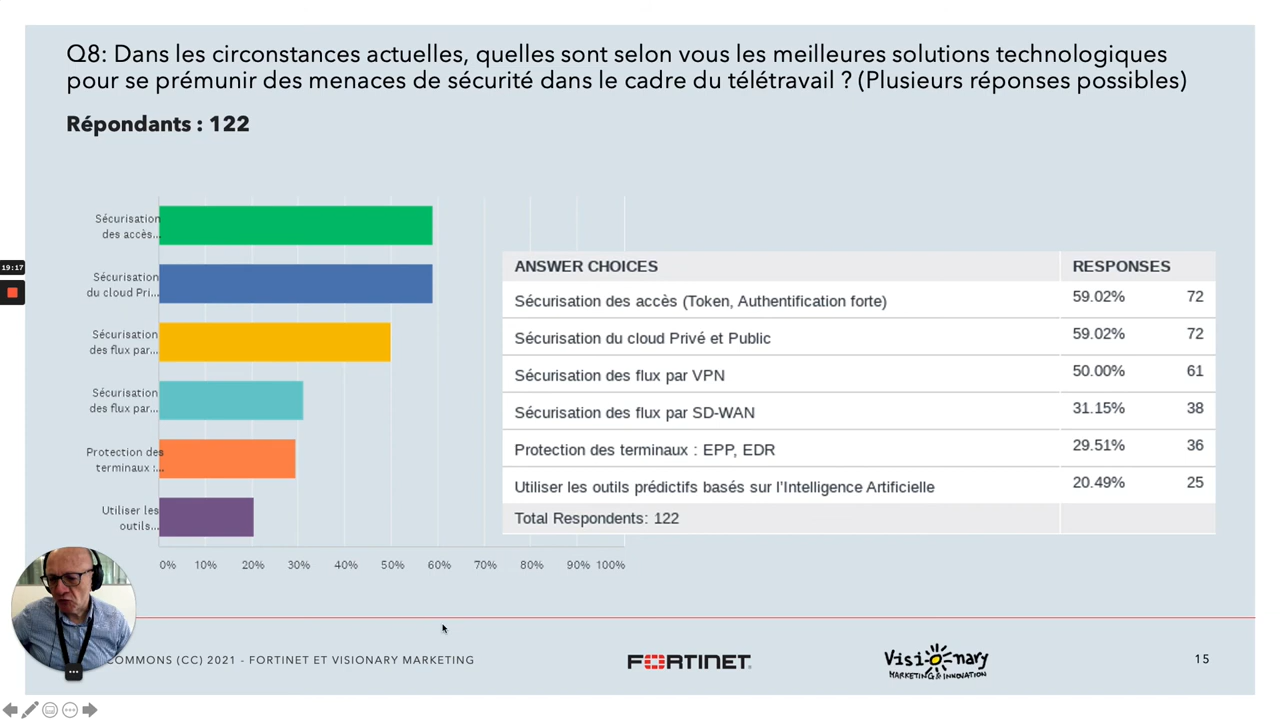 Q8: Dans les circonstances actuelles, quelles sont selon vous les meilleures solutions technologiques
pour se prémunir des menaces de sécurité dans le cadre du télétravail ? (Plusieurs réponses possibles)
Répondants : 122
Sécurisation
des accès...
Sécurisation
du cloud Pri...
Sécurisation
des flux par...
Sécurisation
des flux par...
Protection des
terminaux :...
Utiliser les
outils...
0% 10% 20% 30% 40% 50% 60% 70% 80% 90% 100%
19:17
ANSWER CHOICES RESPONSES
Sécurisation des accès (Token, Authentification forte) 59.02% 72
Sécurisation du cloud Privé et Public 59.02% 72
Sécurisation des flux par VPN 50.00% 61
Sécurisation des flux par SD-WAN 31.15% 38
Protection des terminaux : EPP, EDR 29.51% 36
Utiliser les outils prédictifs basés sur l'Intelligence Artificielle 20.49% 25
Total Respondents: 122
COMMONS (CC) 2021 - FORTINET ET VISIONARY MARKETING
FORTINET
Visionary
MARKETING & INNOVATION
15